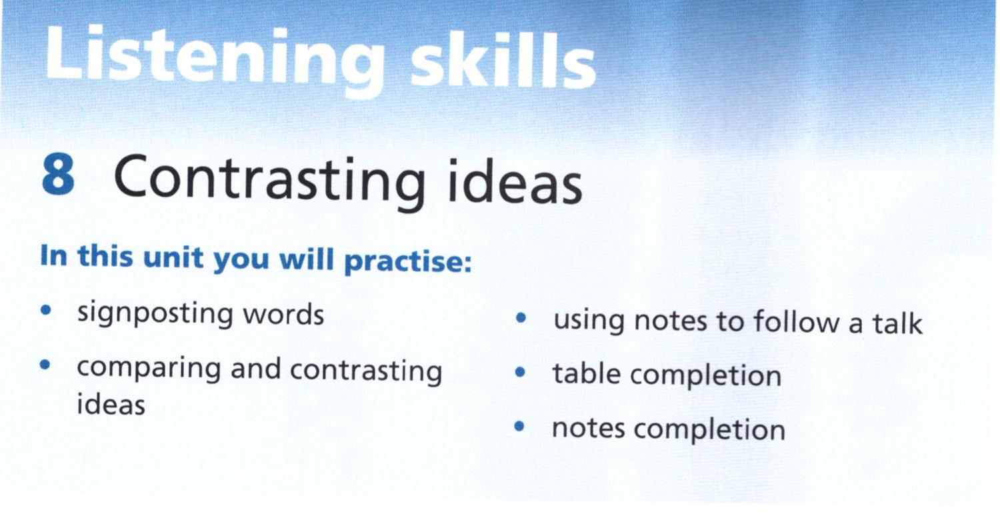 Listening skills
8 Contrasting ideas
In this unit you will practise:
• signposting words
• comparing and contrasting
ideas
• using notes to follow a talk
• table completion
• notes completion